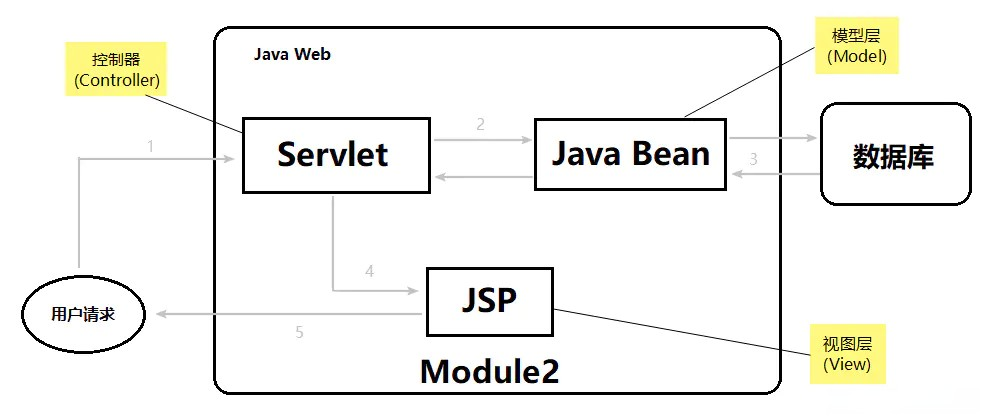 Java Web
控制器
(Controller)
模型层
(Model)
1
Servlet
2
Java Bean
3
数据库
4
JSP
用户请求
5
视图层
(View)
Module2